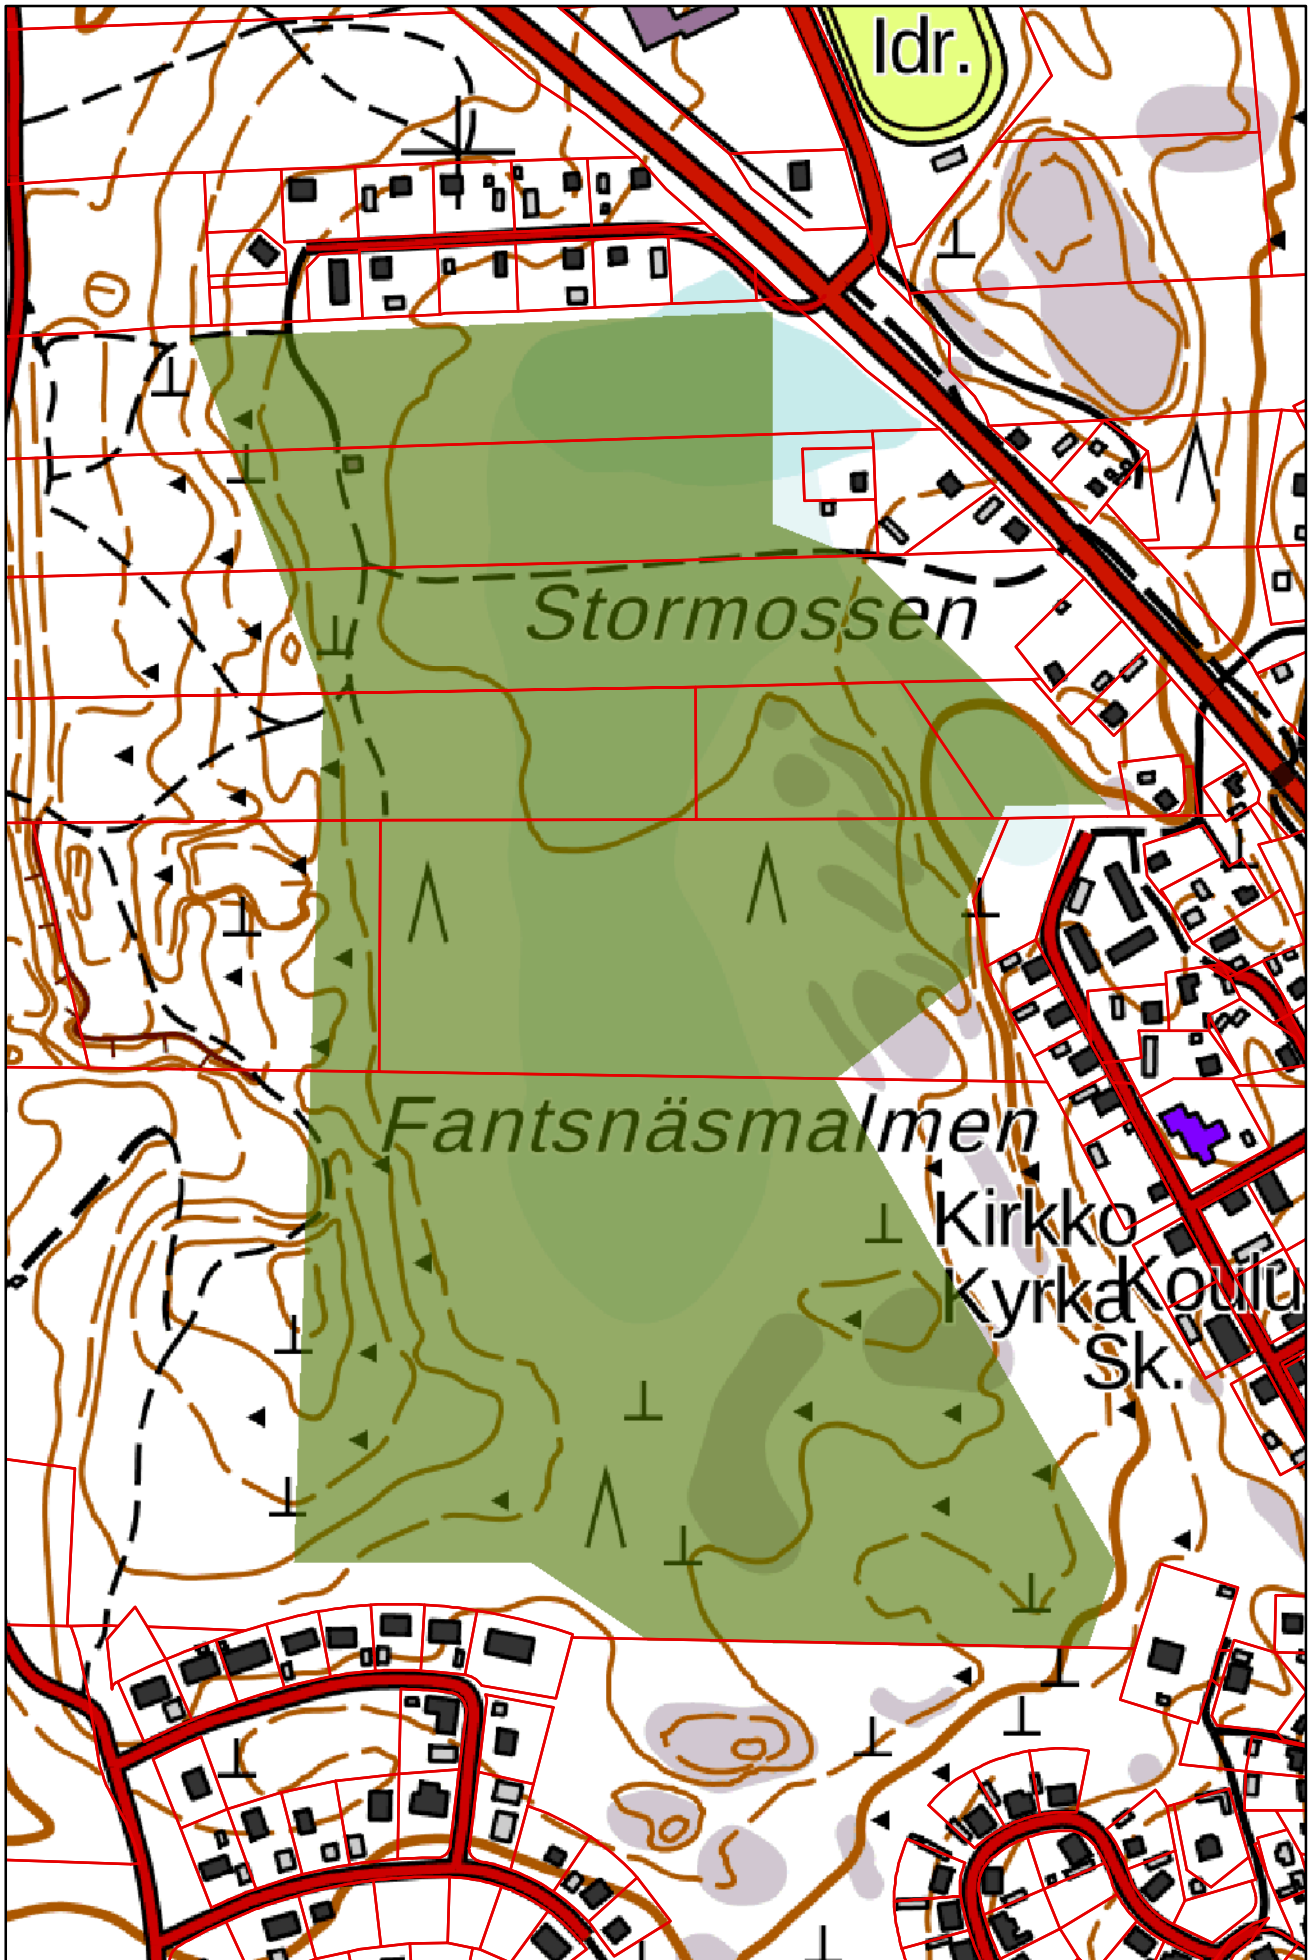 Idr.
Stormossen
Fantsnäsmalmen
Kirkko
Kyrka
Koulu
Sk.